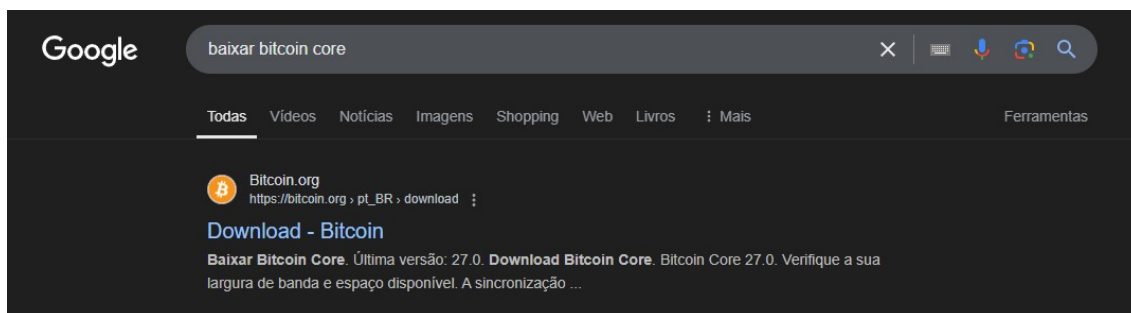 Google
baixar bitcoin core
Todas Vídeos Notícias Imagens Shopping Web Livros Mais Ferramentas
Bitcoin.org
https://bitcoin.org › pt_BR › download
Download - Bitcoin
Baixar Bitcoin Core. Última versão: 27.0. Download Bitcoin Core. Bitcoin Core 27.0. Verifique a sua
largura de banda e espaço disponível. A sincronização ...